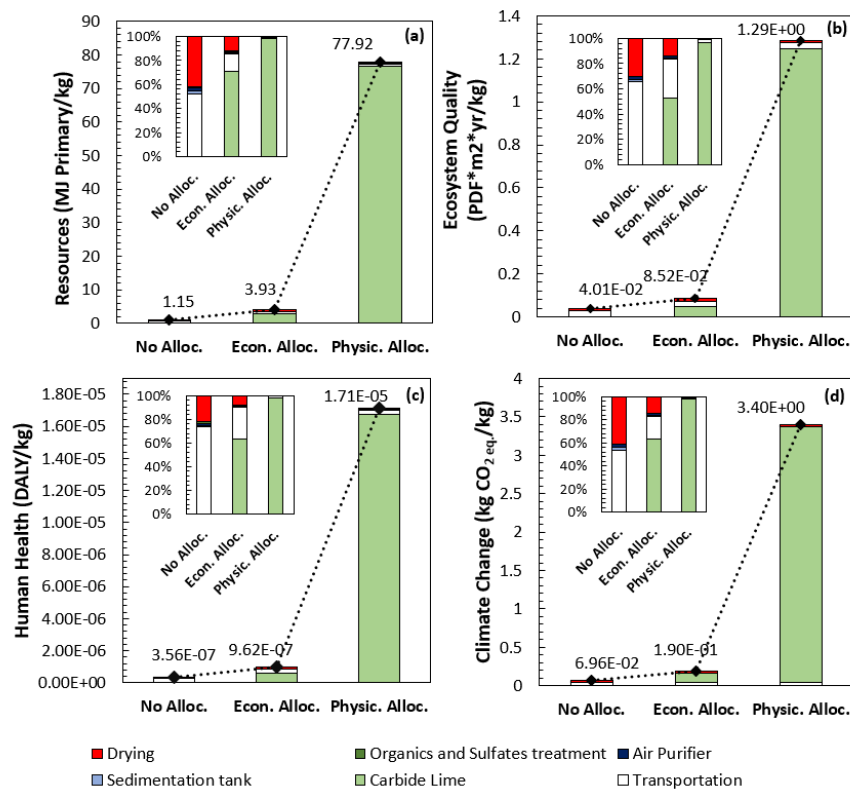 (a)
Resources (MJ Primary/kg)
90
80
70
60
50
40
30
20
10
0
77.92
1.15
3.93
100%
80%
60%
40%
20%
0%
No Alloc.
Econ. Alloc.
Physic. Alloc.
No Alloc.
Econ. Alloc.
Physic. Alloc.
(b)
Ecosystem Quality
(PDF*m2*yr/kg)
1.4
1.2
1
0.8
0.6
0.4
0.2
0
1.29E+00
4.01E-02
8.52E-02
100%
80%
60%
40%
20%
0%
No Alloc.
Econ. Alloc.
Physic. Alloc.
No Alloc.
Econ. Alloc.
Physic. Alloc.
(c)
Human Health (DALY/kg)
1.80E-05
1.60E-05
1.40E-05
1.20E-05
1.00E-05
8.00E-06
6.00E-06
4.00E-06
2.00E-06
0.00E+00
1.71E-05
3.56E-07
9.62E-07
100%
80%
60%
40%
20%
0%
No Alloc.
Econ. Alloc.
Physic. Alloc.
No Alloc.
Econ. Alloc.
Physic. Alloc.
(d)
Climate Change (kg CO2 eq./kg)
4
3.5
3
2.5
2
1.5
1
0.5
0
3.40E+00
6.96E-02
1.90E-01
100%
80%
60%
40%
20%
0%
No Alloc.
Econ. Alloc.
Physic. Alloc.
No Alloc.
Econ. Alloc.
Physic. Alloc.
Drying
Organics and Sulfates treatment
Air Purifier
Sedimentation tank
Carbide Lime
Transportation